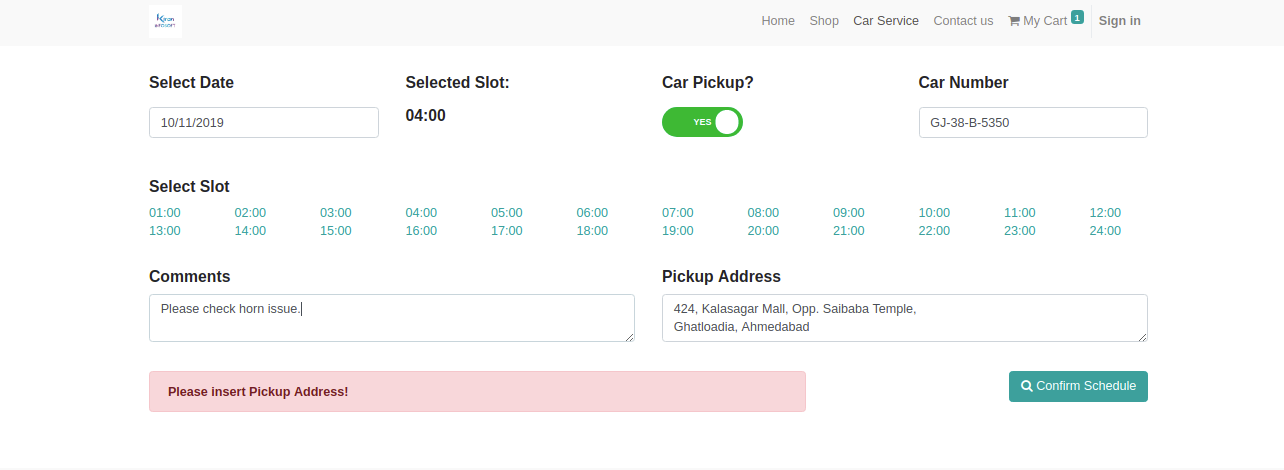 Home Shop Car Service Contact us My Cart 1 Sign in
Select Date Selected Slot: Car Pickup? Car Number
10/11/2019 04:00 YES GJ-38-B-5350
Select Slot
01:00 02:00 03:00 04:00 05:00 06:00 07:00 08:00 09:00 10:00 11:00 12:00
13:00 14:00 15:00 16:00 17:00 18:00 19:00 20:00 21:00 22:00 23:00 24:00
Comments Pickup Address
Please check horn issue. 424, Kalasagar Mall, Opp. Saibaba Temple,
Ghatloadia, Ahmedabad
Please insert Pickup Address! Confirm Schedule